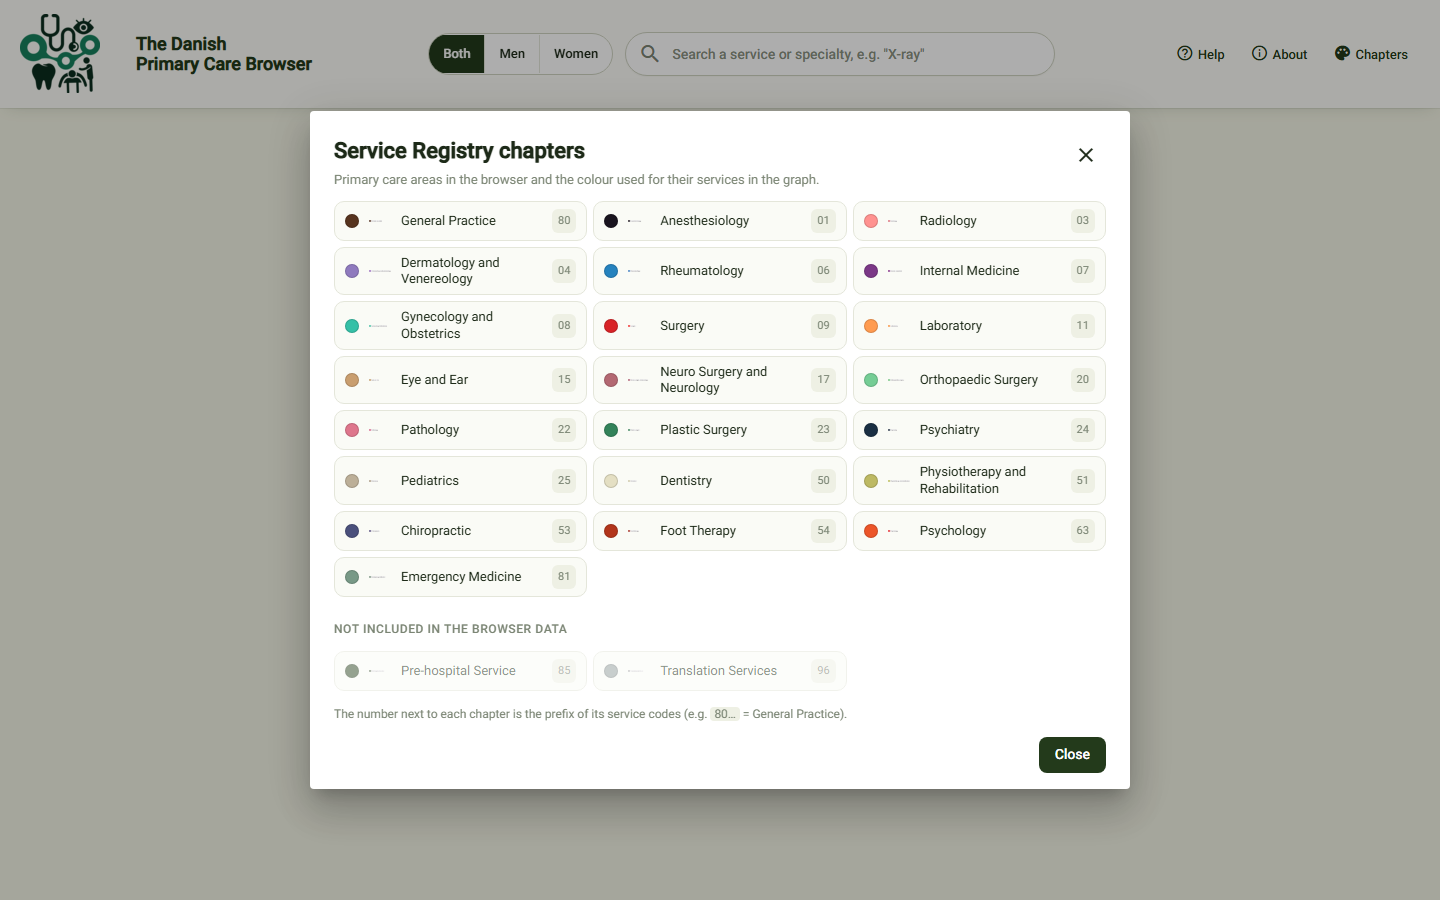 The Danish
Primary Care Browser
Both
Men
Women
Search a service or specialty, e.g. "X-ray"
Help
About
Chapters
Service Registry chapters
Primary care areas in the browser and the colour used for their services in the graph.
General Practice 80
Anesthesiology 01
Radiology 03
Dermatology and
Venereology 04
Rheumatology 06
Internal Medicine 07
Gynecology and
Obstetrics 08
Surgery 09
Laboratory 11
Eye and Ear 15
Neuro Surgery and
Neurology 17
Orthopaedic Surgery 20
Pathology 22
Plastic Surgery 23
Psychiatry 24
Pediatrics 25
Dentistry 50
Physiotherapy and
Rehabilitation 51
Chiropractic 53
Foot Therapy 54
Psychology 63
Emergency Medicine 81
NOT INCLUDED IN THE BROWSER DATA
Pre-hospital Service 85
Translation Services 96
The number next to each chapter is the prefix of its service codes (e.g. 80... = General Practice).
Close